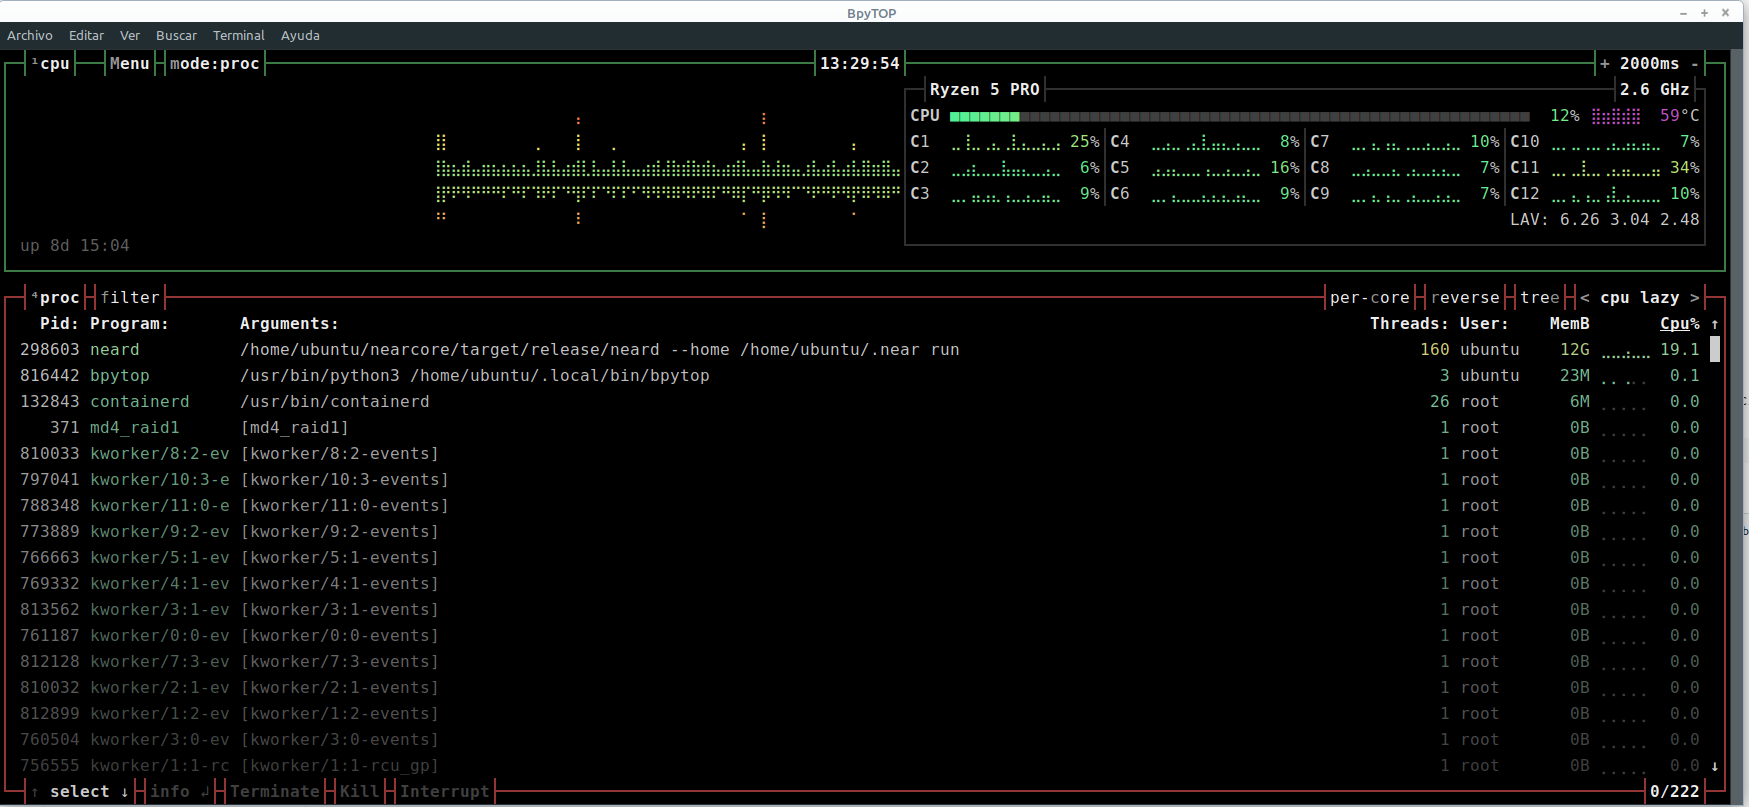 BpyTOP
Archivo Editar Ver Buscar Terminal Ayuda
¹cpu Menu mode:proc 13:29:54 + 2000ms -
Ryzen 5 PRO 2.6 GHz
CPU 12% 59°C
C1 25% C4 8% C7 10% C10 7%
C2 6% C5 16% C8 7% C11 34%
C3 9% C6 9% C9 7% C12 10%
LAV: 6.26 3.04 2.48
up 8d 15:04
⁴proc filter per-core reverse tree < cpu lazy >
Pid: Program: Arguments: Threads: User: MemB Cpu% ↑
298603 neard /home/ubuntu/nearcore/target/release/neard --home /home/ubuntu/.near run 160 ubuntu 12G 19.1
816442 bpytop /usr/bin/python3 /home/ubuntu/.local/bin/bpytop 3 ubuntu 23M 0.1
132843 containerd /usr/bin/containerd 26 root 6M 0.0
371 md4_raid1 [md4_raid1] 1 root 0B 0.0
810033 kworker/8:2-ev [kworker/8:2-events] 1 root 0B 0.0
797041 kworker/10:3-e [kworker/10:3-events] 1 root 0B 0.0
788348 kworker/11:0-e [kworker/11:0-events] 1 root 0B 0.0
773889 kworker/9:2-ev [kworker/9:2-events] 1 root 0B 0.0
766663 kworker/5:1-ev [kworker/5:1-events] 1 root 0B 0.0
769332 kworker/4:1-ev [kworker/4:1-events] 1 root 0B 0.0
813562 kworker/3:1-ev [kworker/3:1-events] 1 root 0B 0.0
761187 kworker/0:0-ev [kworker/0:0-events] 1 root 0B 0.0
812128 kworker/7:3-ev [kworker/7:3-events] 1 root 0B 0.0
810032 kworker/2:1-ev [kworker/2:1-events] 1 root 0B 0.0
812899 kworker/1:2-ev [kworker/1:2-events] 1 root 0B 0.0
760504 kworker/3:0-ev [kworker/3:0-events] 1 root 0B 0.0
756555 kworker/1:1-rc [kworker/1:1-rcu_gp] 1 root 0B 0.0 ↓
↑ select ↓ info ↲ Terminate Kill Interrupt 0/222